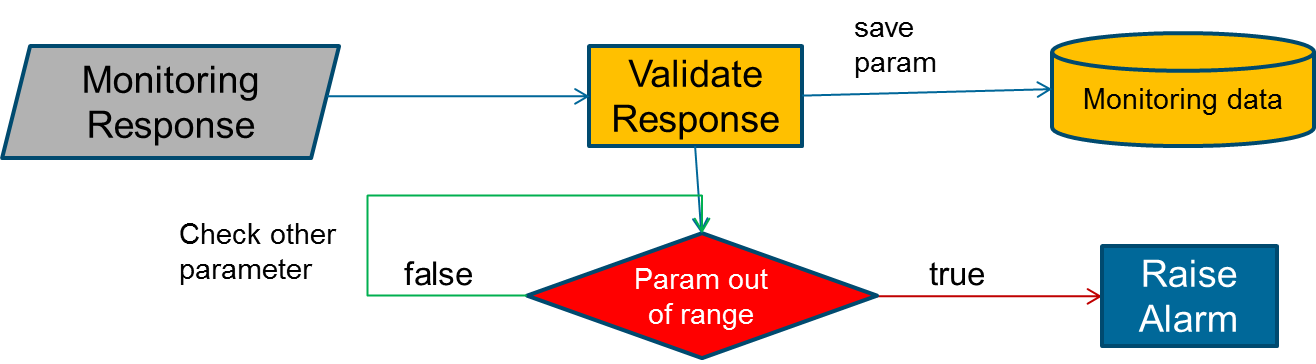 Monitoring
Response
Validate
Response
save
param
Monitoring data
Check other
parameter
false
Param out
of range
true
Raise
Alarm